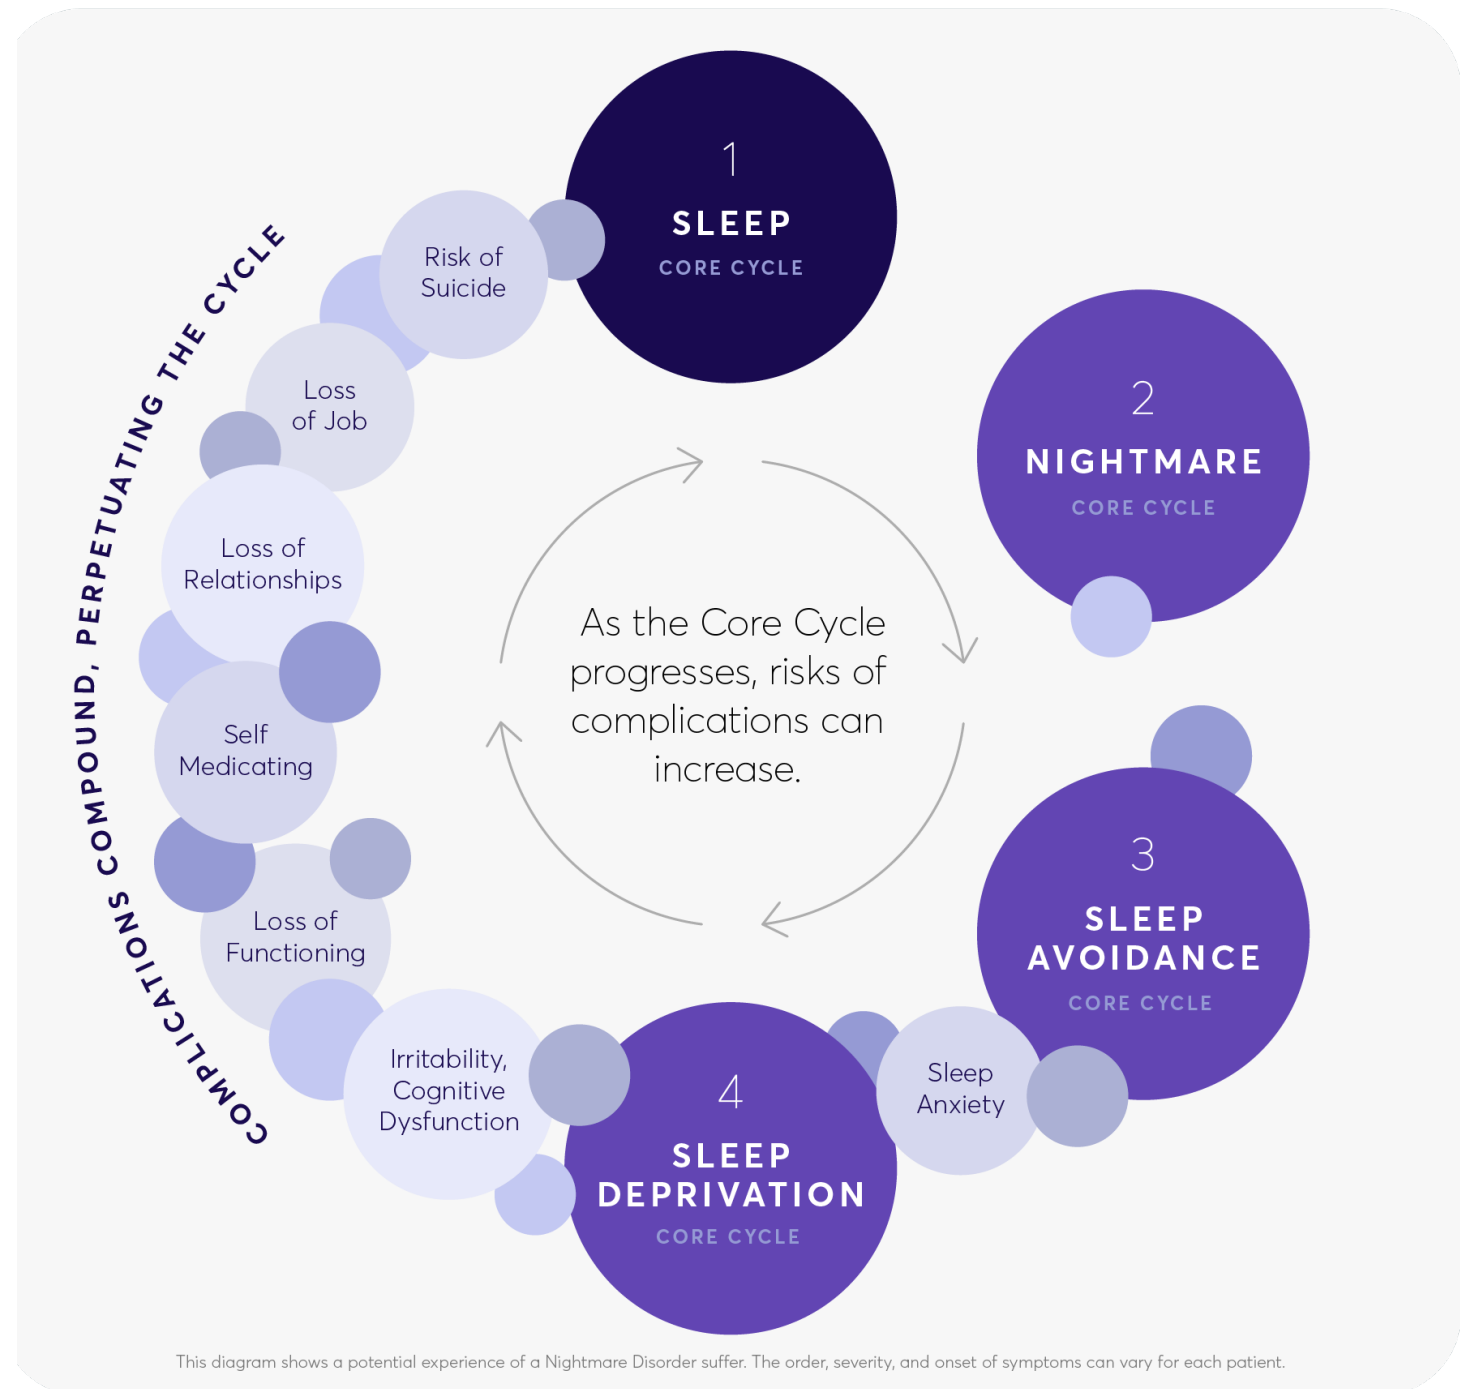 1
SLEEP
CORE CYCLE
2
NIGHTMARE
CORE CYCLE
3
SLEEP
AVOIDANCE
CORE CYCLE
Sleep
Anxiety
4
SLEEP
DEPRIVATION
CORE CYCLE
Irritability,
Cognitive
Dysfunction
Loss of
Functioning
Self
Medicating
Loss of
Relationships
Loss
of Job
Risk of
Suicide
COMPLICATIONS COMPOUND, PERPETUATING THE CYCLE
As the Core Cycle
progresses, risks of
complications can
increase.
This diagram shows a potential experience of a Nightmare Disorder suffer. The order, severity, and onset of symptoms can vary for each patient.